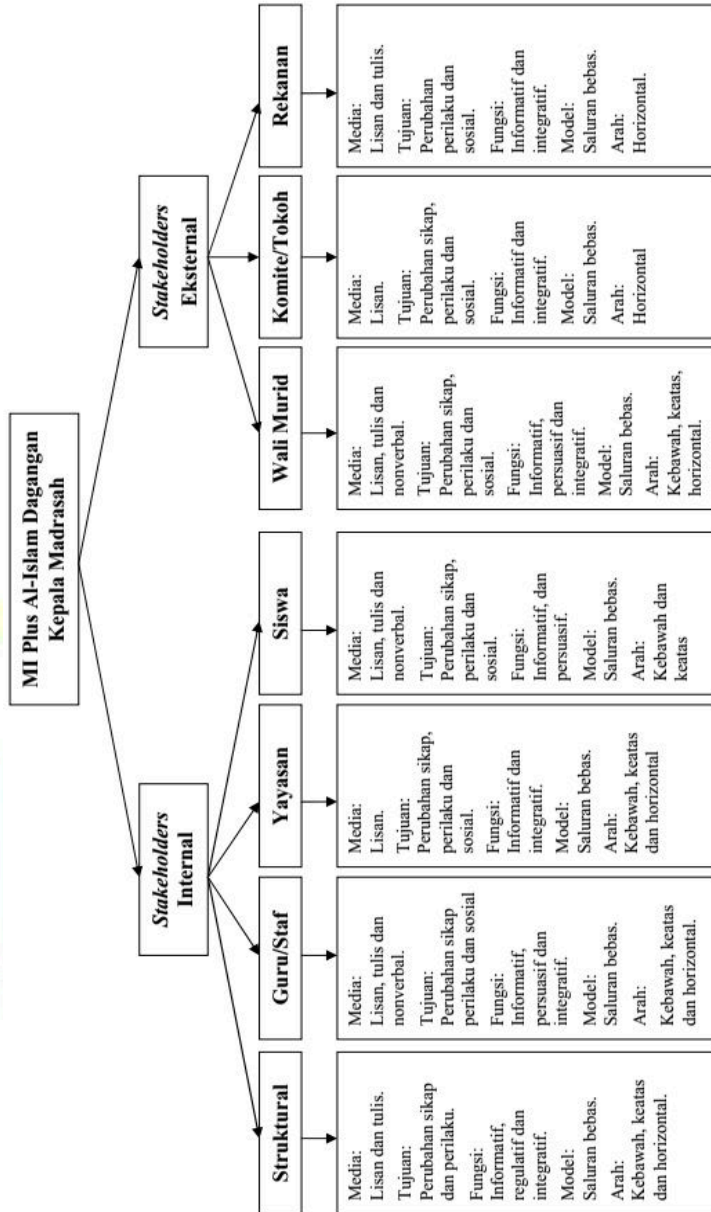 MI Plus Al-Islam Dagangan
Kepala Madrasah
Stakeholders
Internal
Stakeholders
Eksternal
Struktural
Guru/Staf
Yayasan
Siswa
Wali Murid
Komite/Tokoh
Rekanan
Media:
Lisan dan tulis.
Tujuan:
Perubahan sikap
dan perilaku.
Fungsi:
Informatif,
regulatif dan
integratif.
Model:
Saluran bebas.
Arah:
Kebawah, keatas
dan horizontal.
Media:
Lisan, tulis dan
nonverbal.
Tujuan:
Perubahan sikap
perilaku dan sosial
Fungsi:
Informatif,
persuasif dan
integratif.
Model:
Saluran bebas.
Arah:
Kebawah, keatas
dan horizontal.
Media:
Lisan.
Tujuan:
Perubahan sikap,
perilaku dan
sosial.
Fungsi:
Informatif dan
integratif.
Model:
Saluran bebas.
Arah:
Kebawah, keatas
dan horizontal
Media:
Lisan, tulis dan
nonverbal.
Tujuan:
Perubahan sikap,
perilaku dan
sosial.
Fungsi:
Informatif, dan
persuasif.
Model:
Saluran bebas.
Arah:
Kebawah dan
keatas
Media:
Lisan, tulis dan
nonverbal.
Tujuan:
Perubahan sikap,
perilaku dan
sosial.
Fungsi:
Informatif,
persuasif dan
integratif.
Model:
Saluran bebas.
Arah:
Kebawah, keatas,
horizontal.
Media:
Lisan.
Tujuan:
Perubahan sikap,
perilaku dan
sosial.
Fungsi:
Informatif dan
integratif.
Model:
Saluran bebas.
Arah:
Horizontal
Media:
Lisan dan tulis.
Tujuan:
Perubahan
perilaku dan
sosial.
Fungsi:
Informatif dan
integratif.
Model:
Saluran bebas.
Arah:
Horizontal.